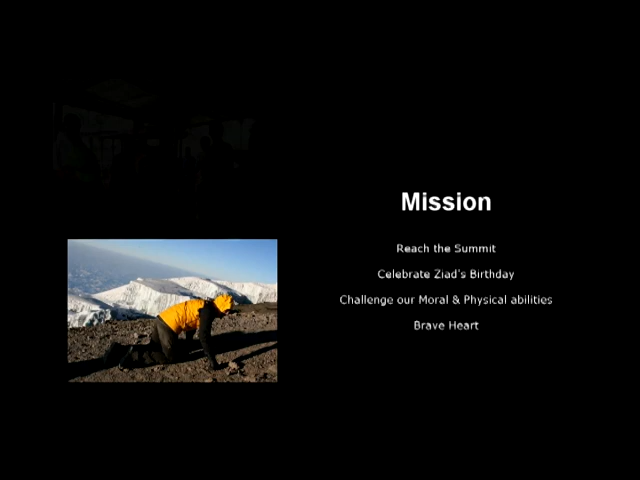 Mission
Reach the Summit
Celebrate Ziad's Birthday
Challenge our Moral & Physical abilities
Brave Heart